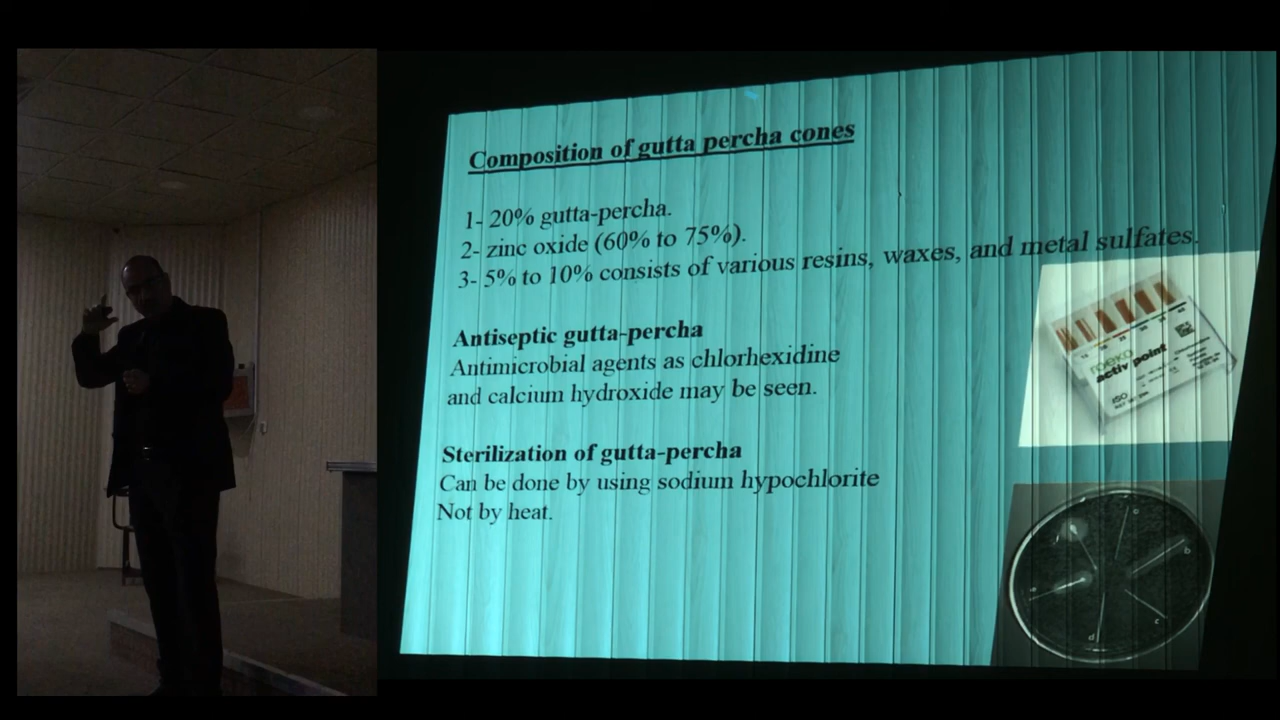 Composition of gutta percha cones
1- 20% gutta-percha.
2- zinc oxide (60% to 75%).
3- 5% to 10% consists of various resins, waxes, and metal sulfates.
Antiseptic gutta-percha
Antimicrobial agents as chlorhexidine
and calcium hydroxide may be seen.
Sterilization of gutta-percha
Can be done by using sodium hypochlorite
Not by heat.
roeko
activ point
ISO
b
c
d